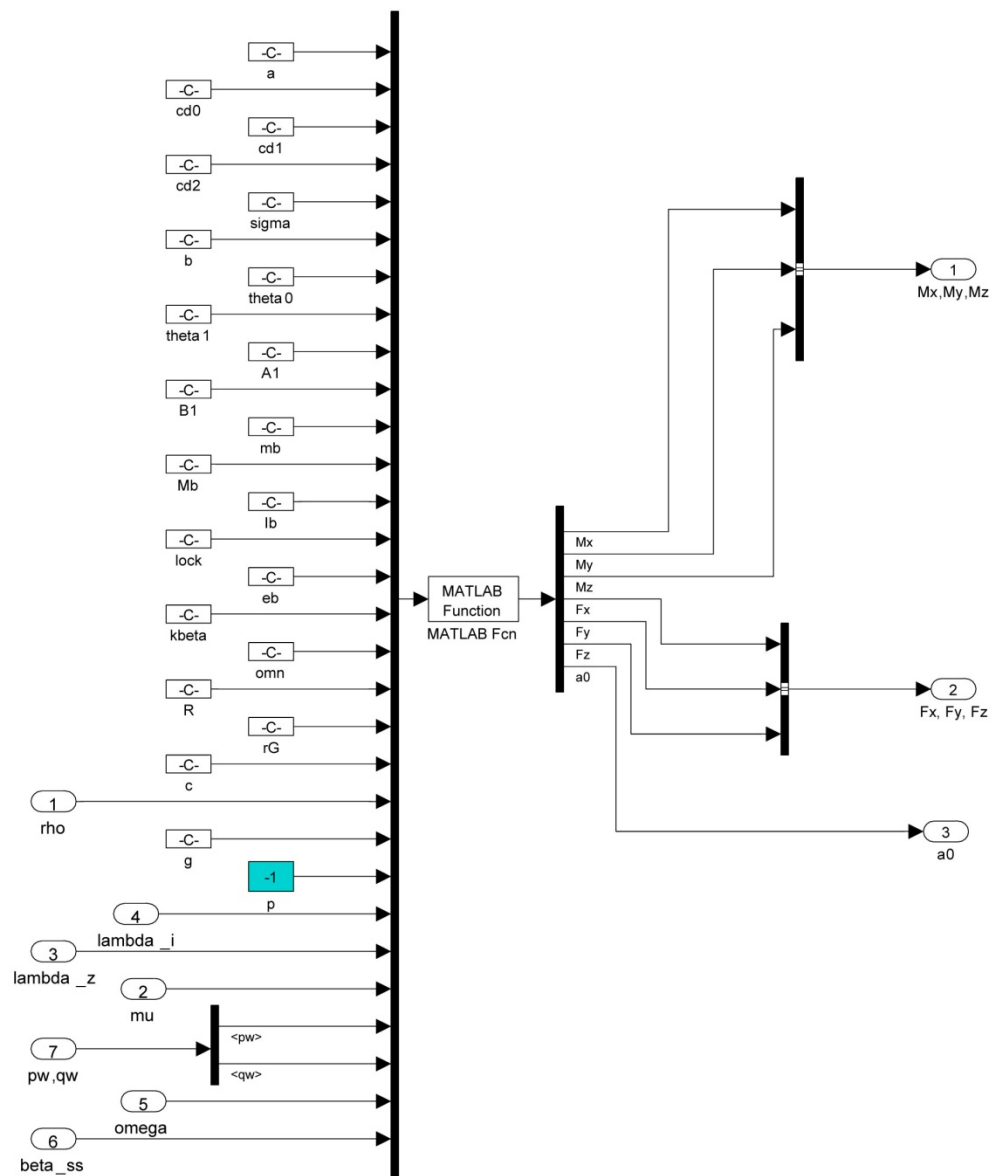 -C-
a
-C-
cd0
-C-
cd1
-C-
cd2
-C-
sigma
-C-
b
-C-
theta 0
-C-
theta 1
-C-
A1
-C-
B1
-C-
mb
-C-
Mb
-C-
Ib
-C-
lock
-C-
eb
-C-
kbeta
-C-
omn
-C-
R
-C-
rG
-C-
c
1
rho
-C-
g
-1
p
4
lambda _i
3
lambda _z
2
mu
7
pw,qw
<pw>
<qw>
5
omega
6
beta _ss
MATLAB
Function
MATLAB Fcn
Mx
My
Mz
Fx
Fy
Fz
a0
1
Mx,My,Mz
2
Fx, Fy, Fz
3
a0